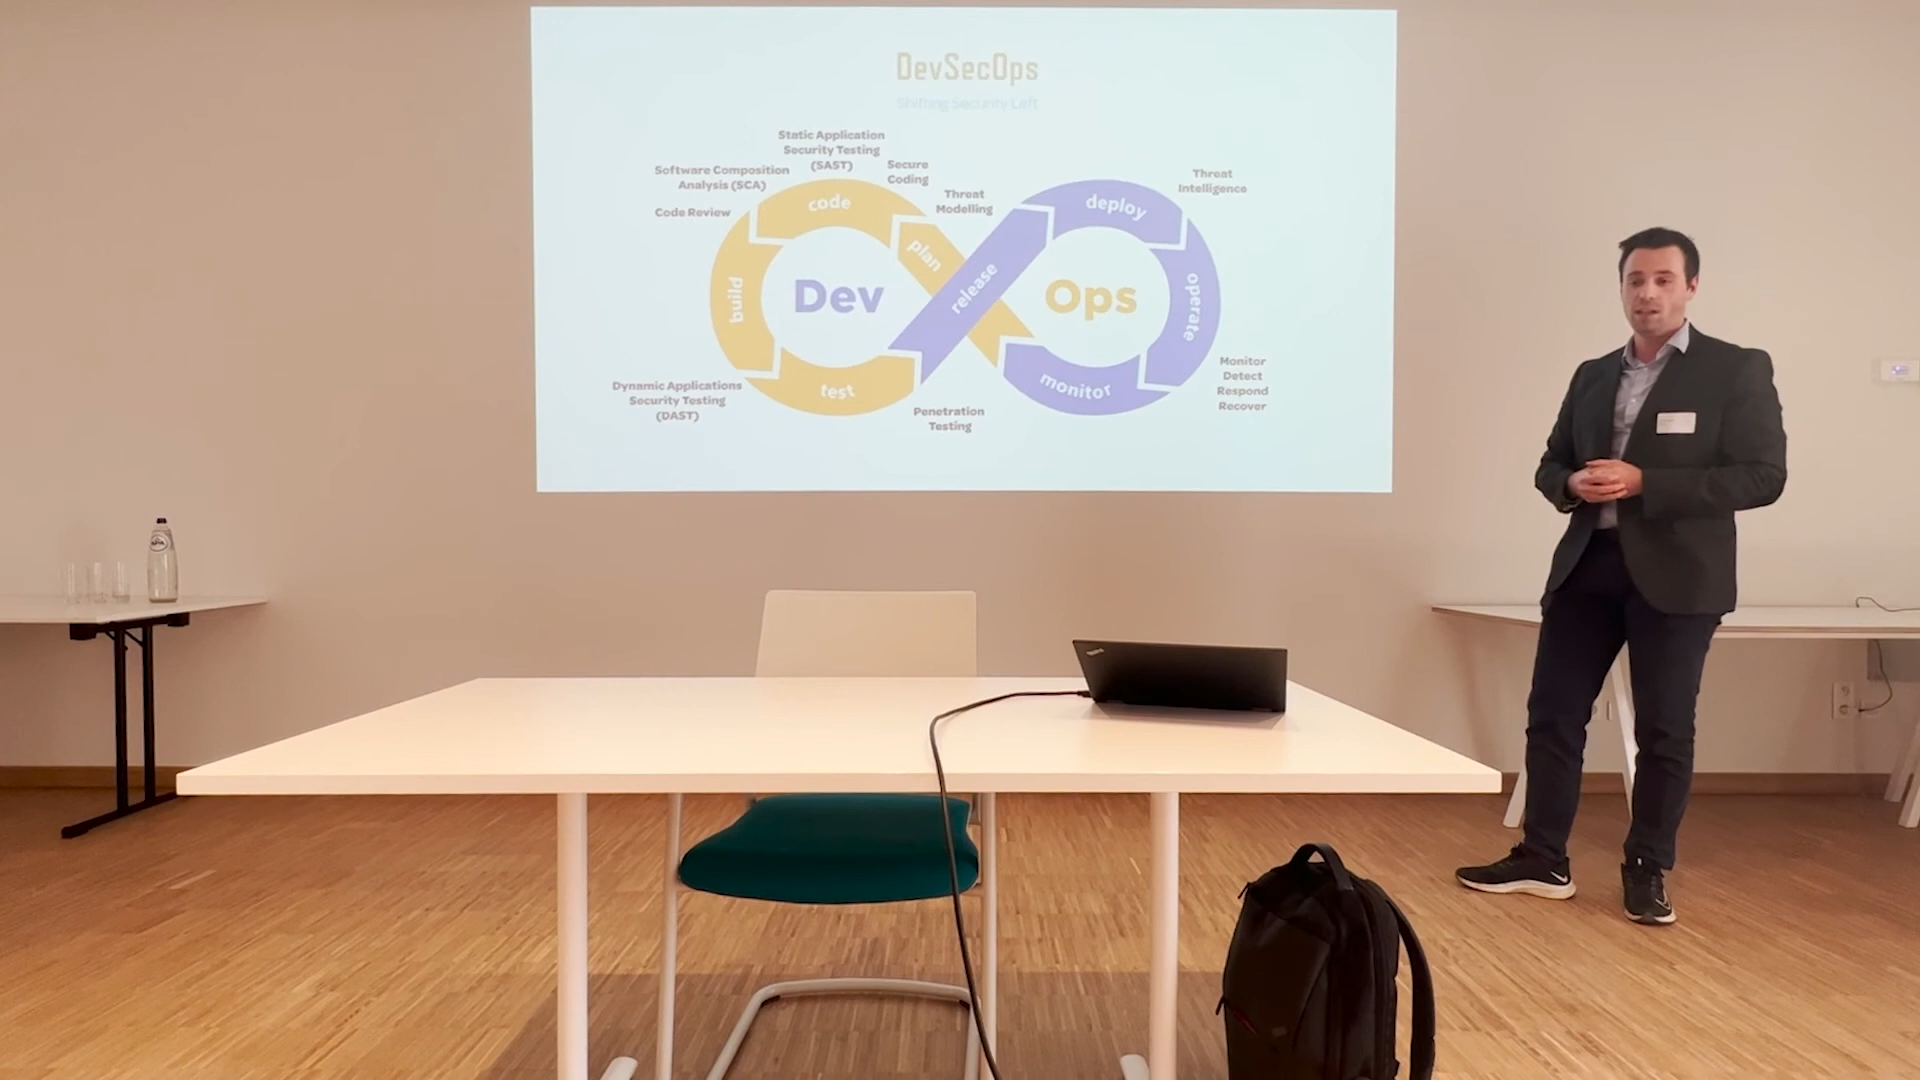 DevSecOps
Shifting Security Left
Static Application
Security Testing
(SAST)
Secure
Coding
Software Composition
Analysis (SCA)
Code Review
Threat
Modelling
Threat
Intelligence
code
plan
build
Dev
test
release
deploy
operate
Ops
monitor
Dynamic Applications
Security Testing
(DAST)
Penetration
Testing
Monitor
Detect
Respond
Recover